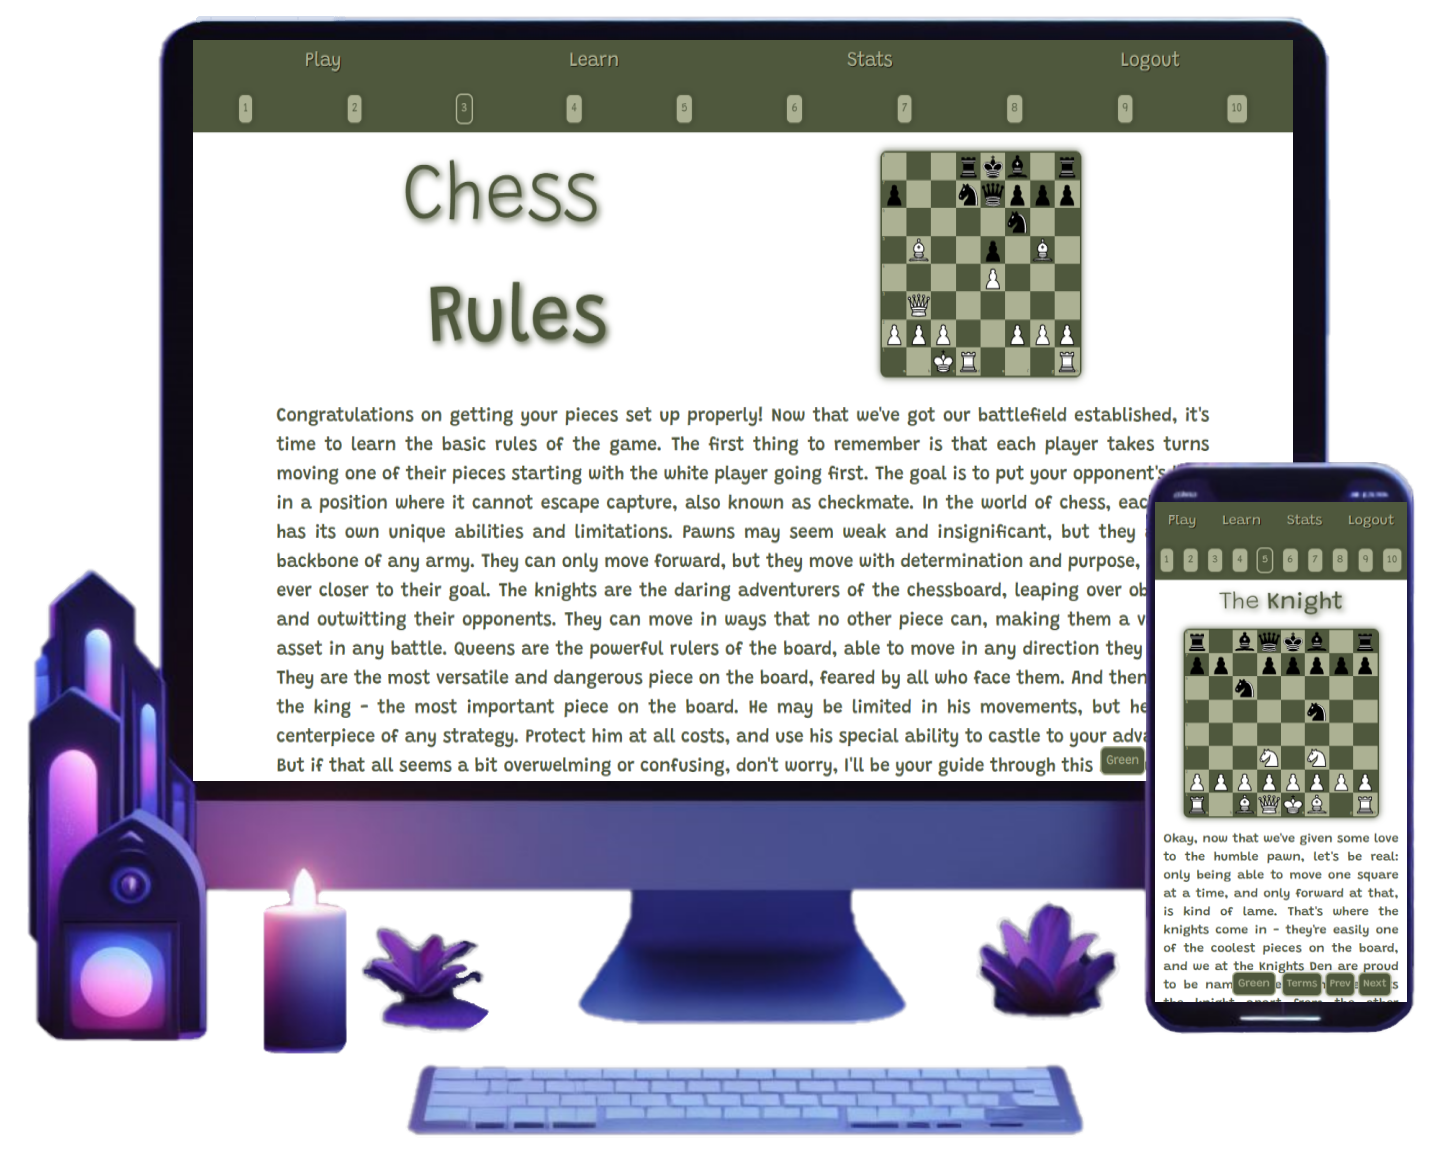 Play Learn Stats Logout
1 2 3 4 5 6 7 8 9 10
Chess
Rules
Congratulations on getting your pieces set up properly! Now that we've got our battlefield established, it's
time to learn the basic rules of the game. The first thing to remember is that each player takes turns
moving one of their pieces starting with the white player going first. The goal is to put your opponent's
in a position where it cannot escape capture, also known as checkmate. In the world of chess,
has its own unique abilities and limitations. Pawns may seem weak and insignificant, but they
backbone of any army. They can only move forward, but they move with determination and purpose,
ever closer to their goal. The knights are the daring adventurers of the chessboard, leaping over
and outwitting their opponents. They can move in ways that no other piece can, making them a
asset in any battle. Queens are the powerful rulers of the board, able to move in any direction they
They are the most versatile and dangerous piece on the board, feared by all who face them. And then
the king - the most important piece on the board. He may be limited in his movements, but he
centerpiece of any strategy. Protect him at all costs, and use his special ability to castle to your
But if that all seems a bit overwelming or confusing, don't worry, I'll be your guide through this
Green
Play Learn Stats Logout
1 2 3 4 5 6 7 8 9 10
The Knight
Okay, now that we've given some love
to the humble pawn, let's be real:
only being able to move one square
at a time, and only forward at that,
is kind of lame. That's where the
knights come in - they're easily one
of the coolest pieces on the board,
and we at the Knights Den are proud
to be
Green Terms Prev Next
the knight apart from the other